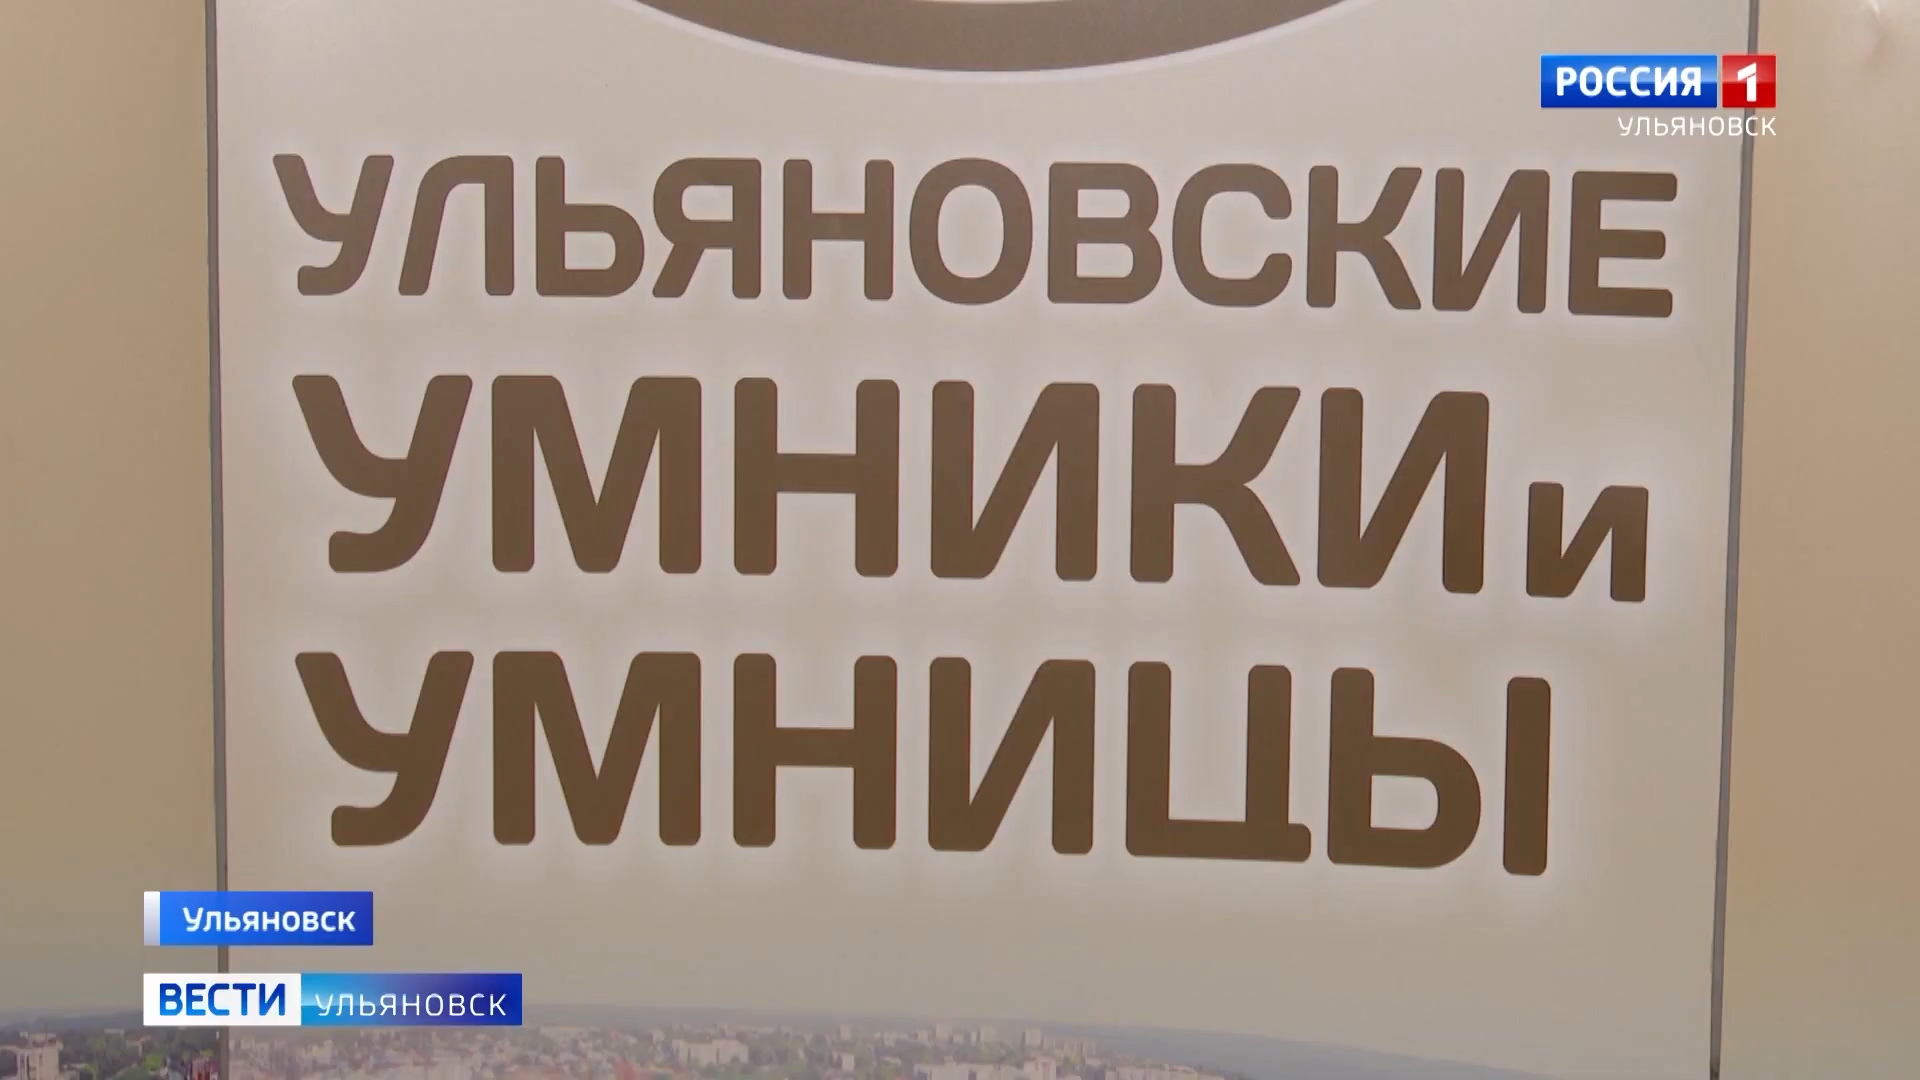 РОССИЯ 1
УЛЬЯНОВСК
УЛЬЯНОВСКИЕ
УМНИКИ и
УМНИЦЫ
Ульяновск
ВЕСТИ УЛЬЯНОВСК